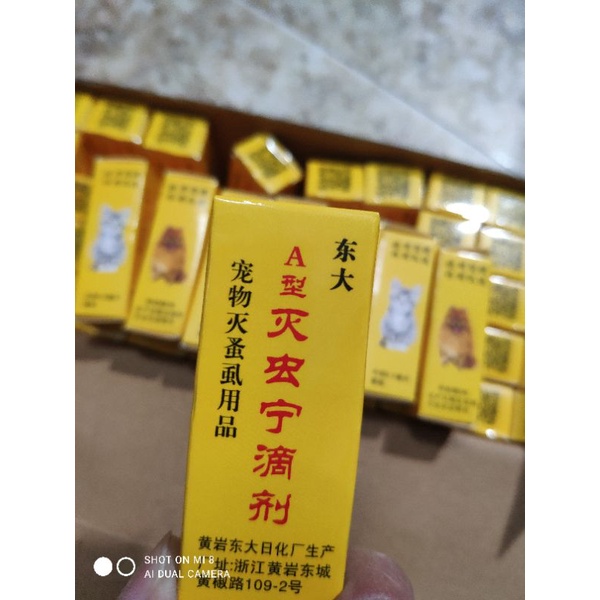 东大
A型灭虫宁滴剂
宠物灭蚤虱用品
黄岩东大日化厂生产
址:浙江黄岩东城
黄椒路109-2号
SHOT ON MI 8
AI DUAL CAMERA